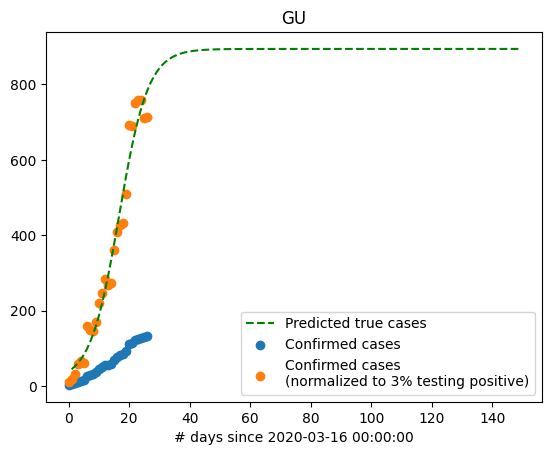 GU
800
600
400
200
0
Predicted true cases
Confirmed cases
Confirmed cases
(normalized to 3% testing positive)
0 20 40 60 80 100 120 140
# days since 2020-03-16 00:00:00